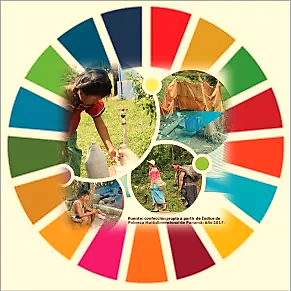 Fuente: confección propia a partir de Índice de
Pobreza Multidimensional de Panamá: Año 2017.